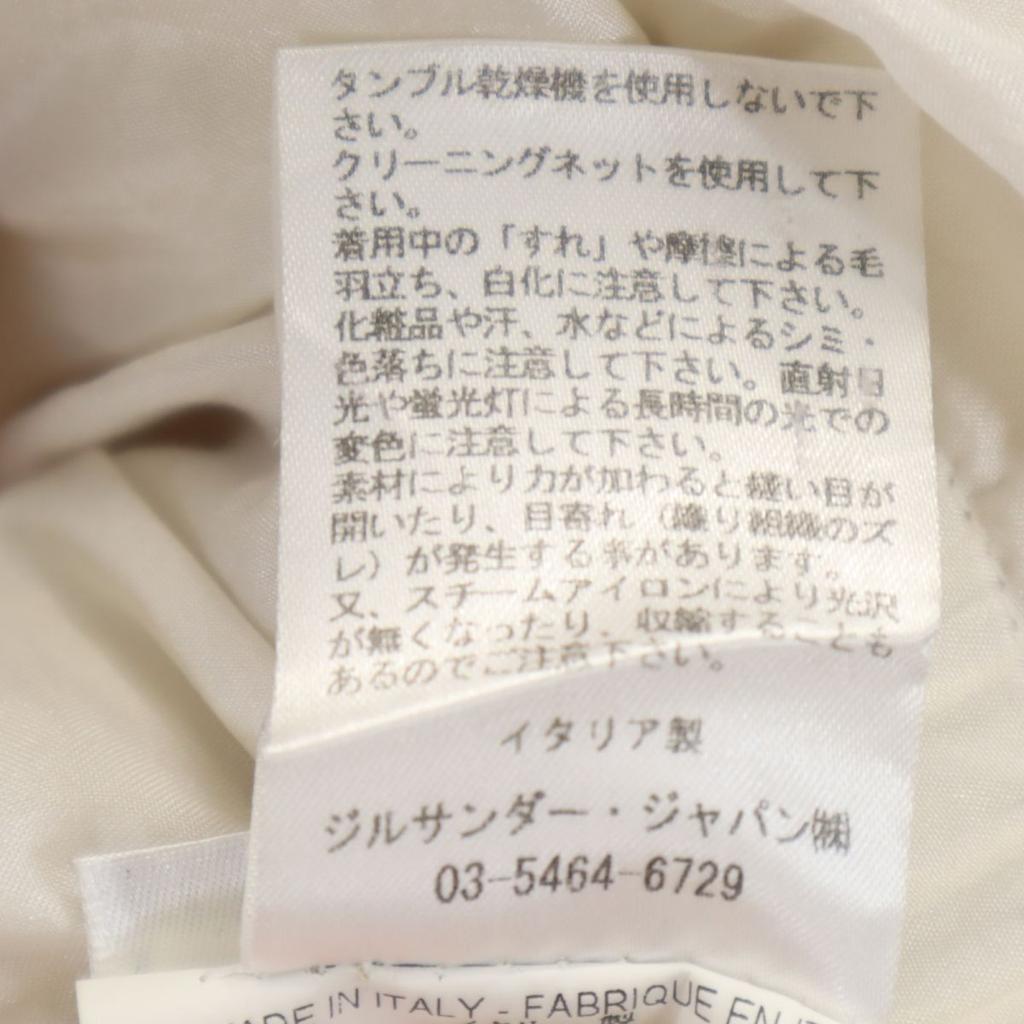 タンブル乾燥機を使用しないで下
さい。
クリーニングネットを使用して下
さい。
着用中の「すれ」や摩擦による毛
羽立ち、白化に注意して下さい。
化粧品や汗、水などによるシミ・
色落ちに注意して下さい。直射日
光や蛍光灯による長時間の光での
変色に注意して下さい。
素材により力が加わると縫い目が
開いたり、目寄れ（織り組織のズ
レ）が発生する事があります。
又、スチームアイロンにより光沢
が無くなったり、収縮することも
あるのでご注意下さい。
イタリア製
ジルサンダー・ジャパン㈱
03-5464-6729
MADE IN ITALY - FABRIQUE EN